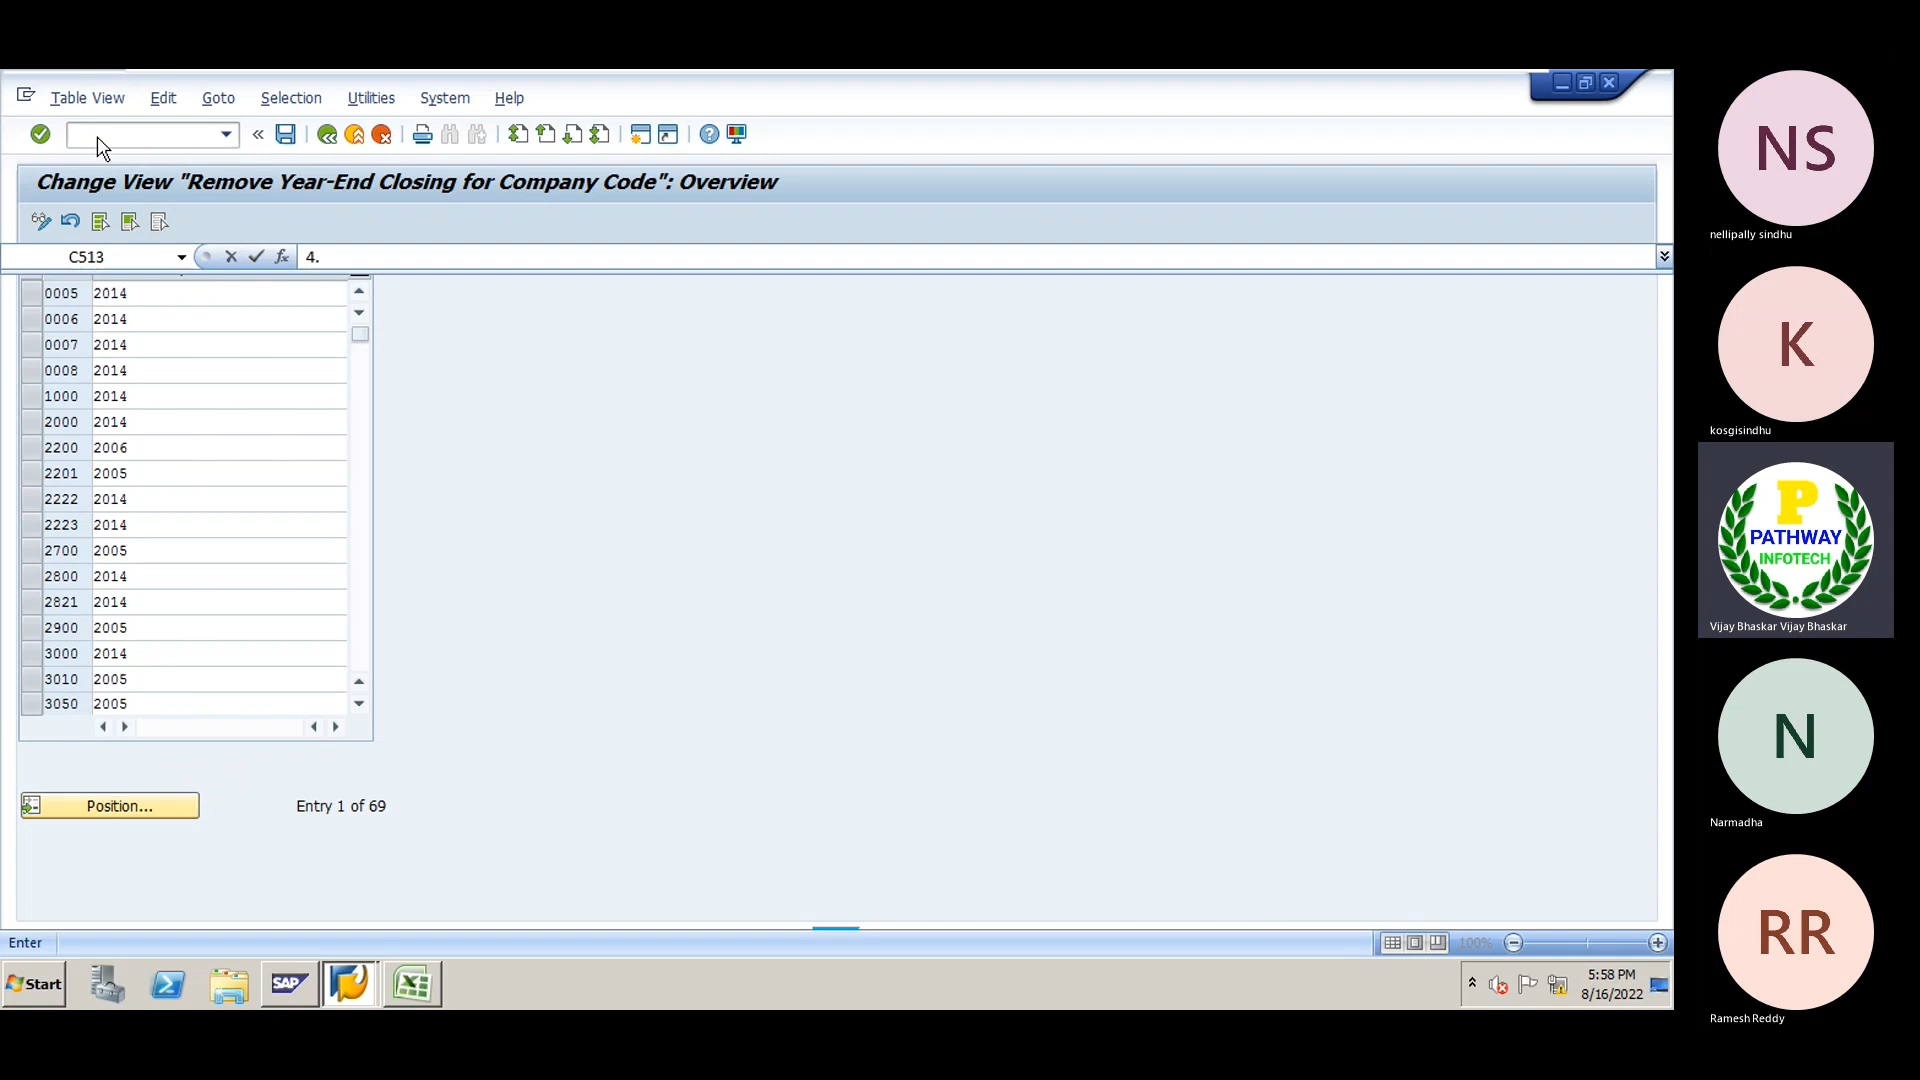 Table View Edit Goto Selection Utilities System Help
Change View "Remove Year-End Closing for Company Code": Overview
C513 fx 4.
0005 2014
0006 2014
0007 2014
0008 2014
1000 2014
2000 2014
2200 2006
2201 2005
2222 2014
2223 2014
2700 2005
2800 2014
2821 2014
2900 2005
3000 2014
3010 2005
3050 2005
Position... Entry 1 of 69
Enter 100%
Start SAP 5:58 PM
8/16/2022
NS
nellipally sindhu
K
kosgisindhu
P
PATHWAY
INFOTECH
Vijay Bhaskar Vijay Bhaskar
N
Narmadha
RR
Ramesh Reddy